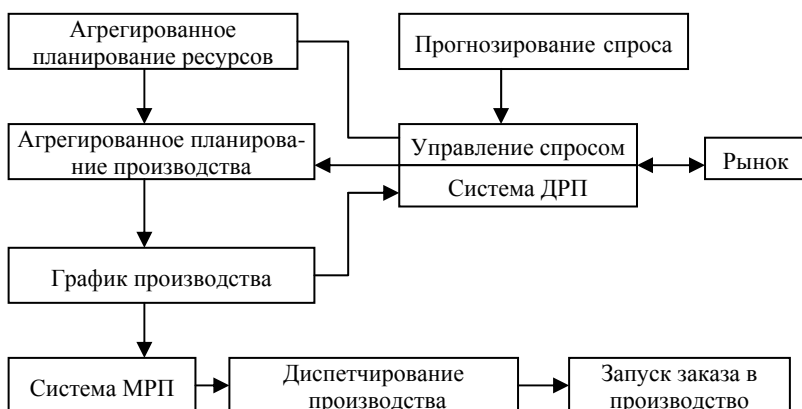 Агрегированное
планирование ресурсов
Прогнозирование спроса
Агрегированное планирова-
ние производства
Управление спросом
Система ДРП
Рынок
График производства
Система МРП
Диспетчирование
производства
Запуск заказа в
производство